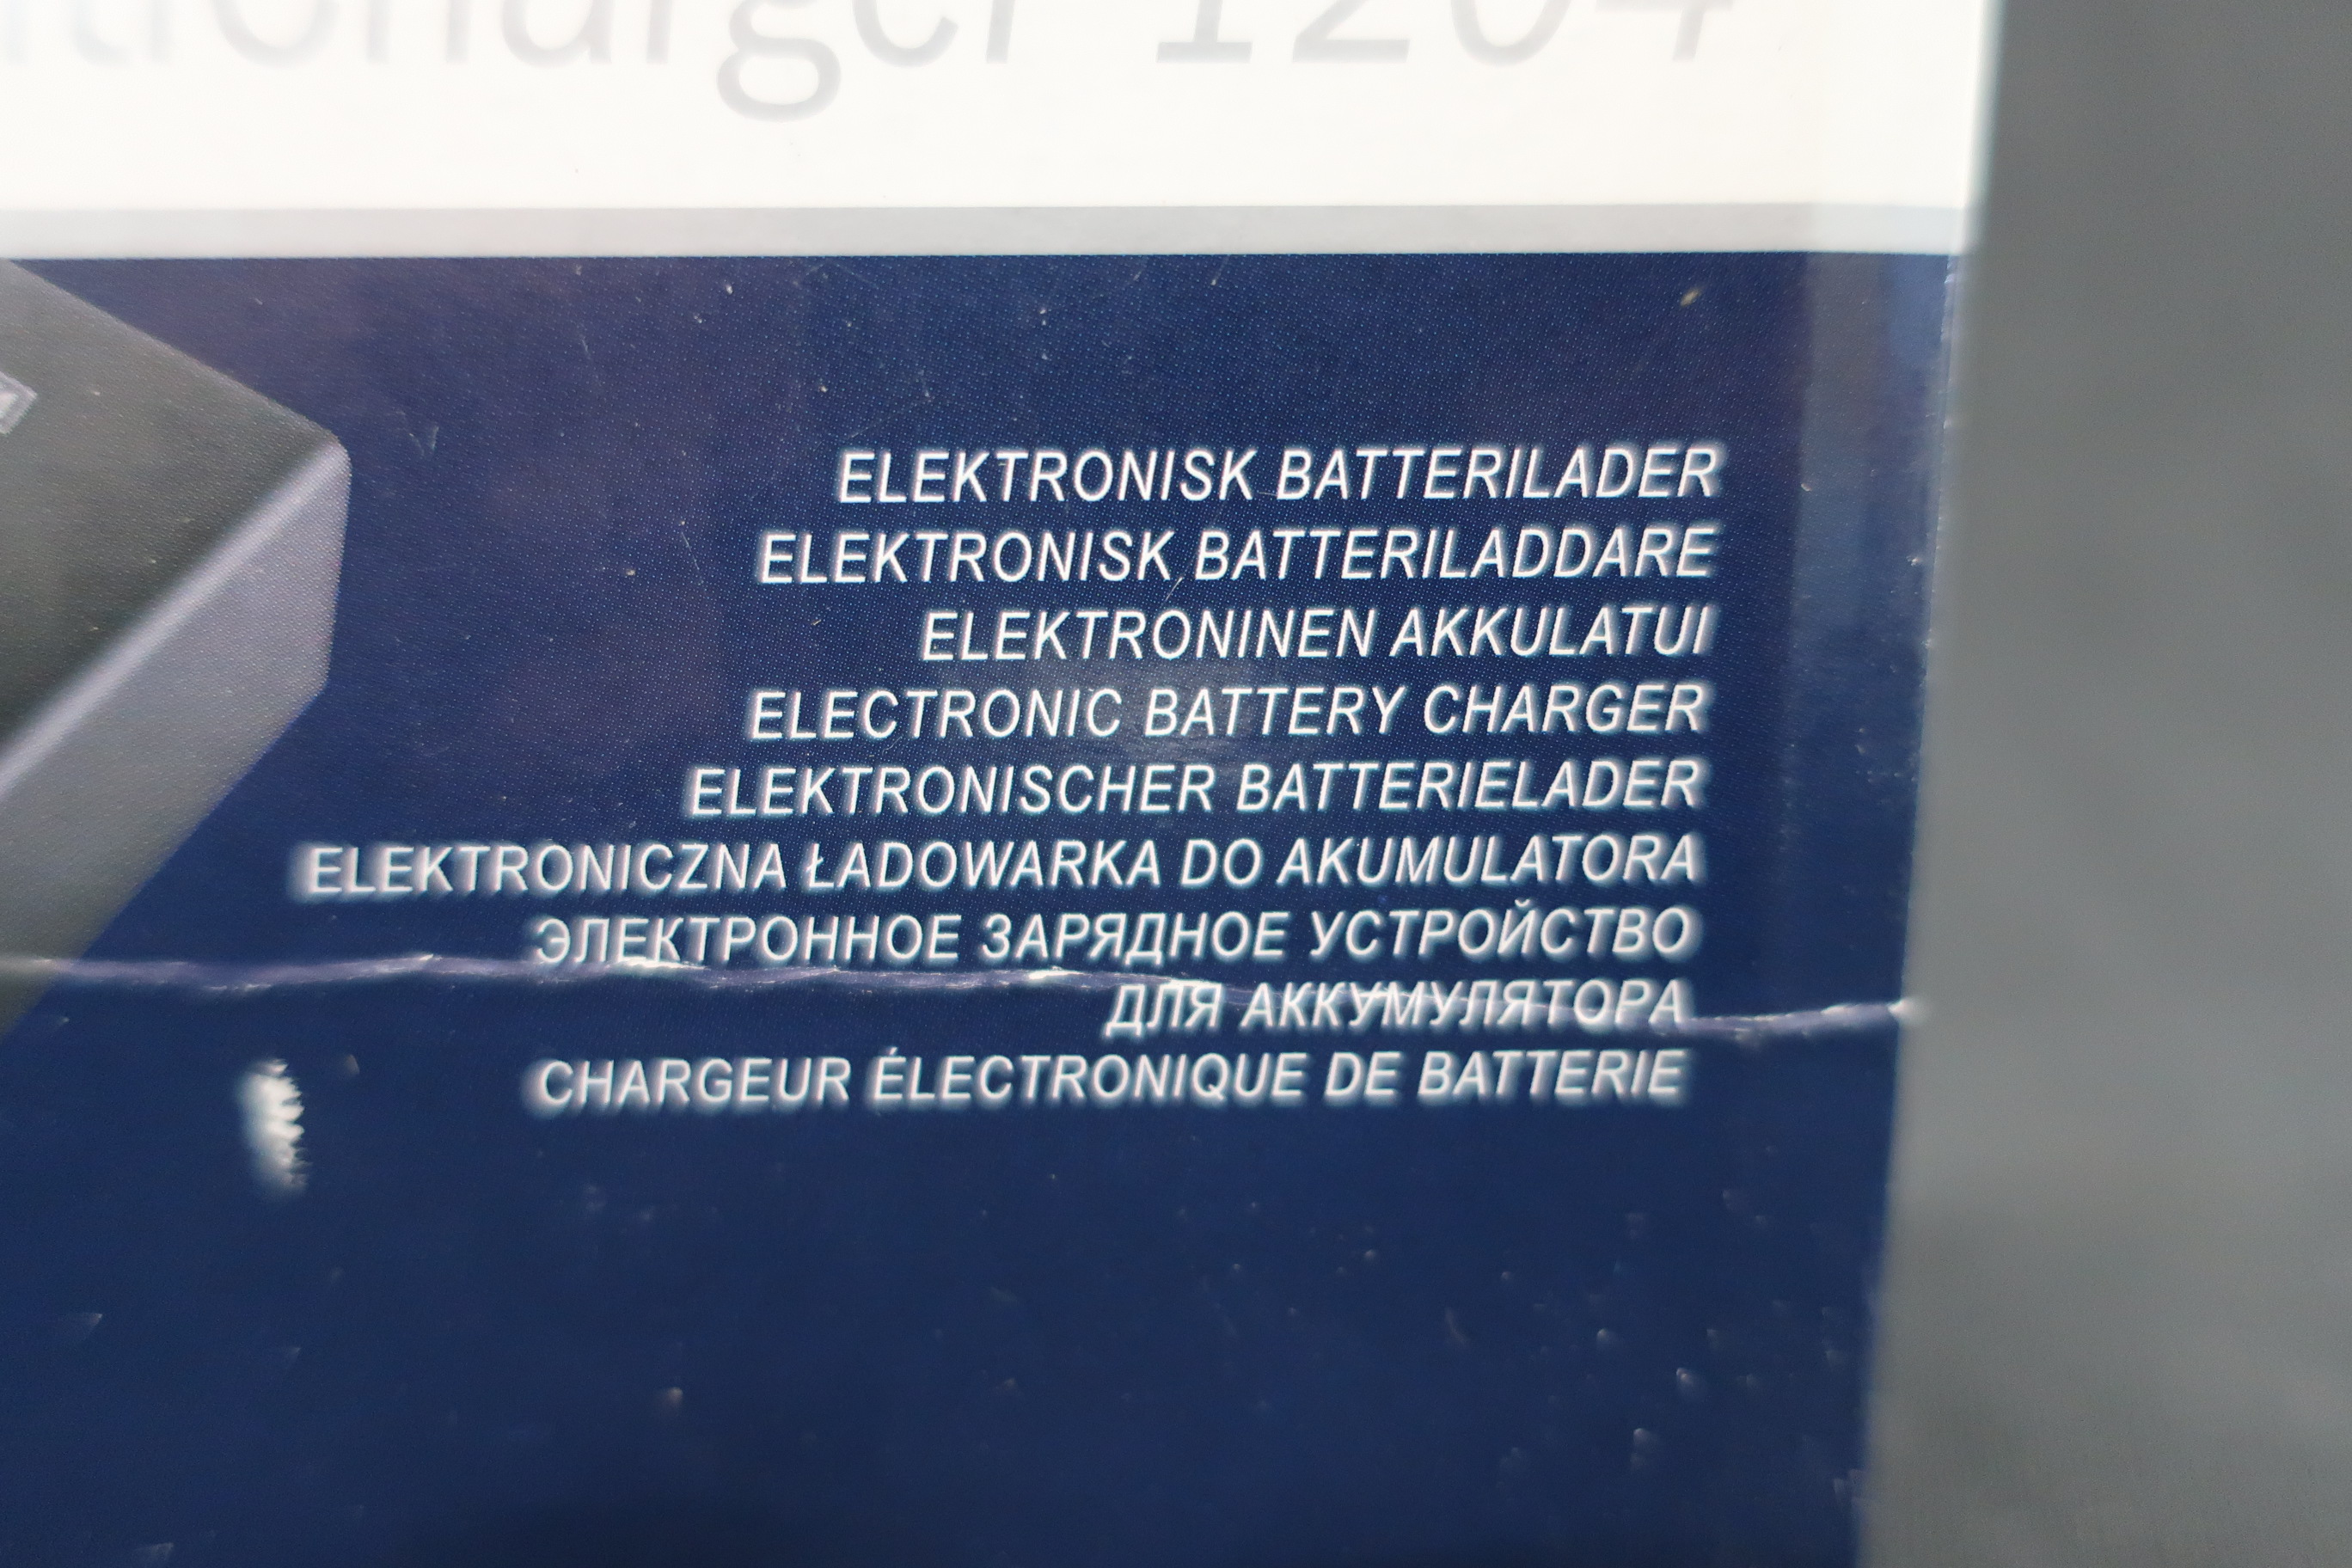 1204
ELEKTRONISK BATTERILADER
ELEKTRONISK BATTERILADDARE
ELEKTRONINEN AKKULATUI
ELECTRONIC BATTERY CHARGER
ELEKTRONISCHER BATTERIELADER
ELEKTRONICZNA ŁADOWARKA DO AKUMULATORA
ЭЛЕКТРОННОЕ ЗАРЯДНОЕ УСТРОЙСТВО
ДЛЯ АККУМУЛЯТОРА
CHARGEUR ÉLECTRONIQUE DE BATTERIE